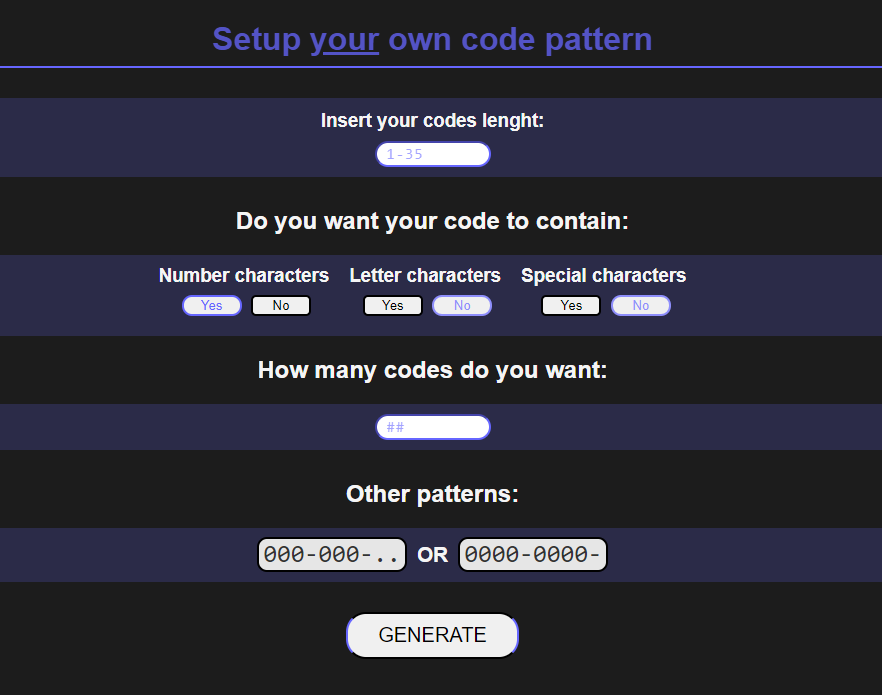 Setup your own code pattern
Insert your codes lenght:
1-35
Do you want your code to contain:
Number characters Letter characters Special characters
Yes No Yes No Yes No
How many codes do you want:
##
Other patterns:
000-000-.. OR 0000-0000-
GENERATE